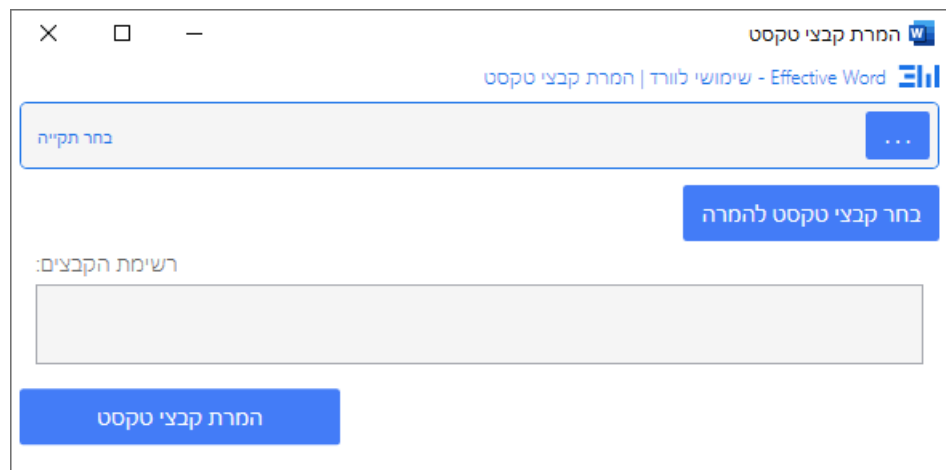 המרת קבצי טקסט
Effective Word - שימושי לוורד | המרת קבצי טקסט
...
בחר תקייה
בחר קבצי טקסט להמרה
רשימת הקבצים:
המרת קבצי טקסט